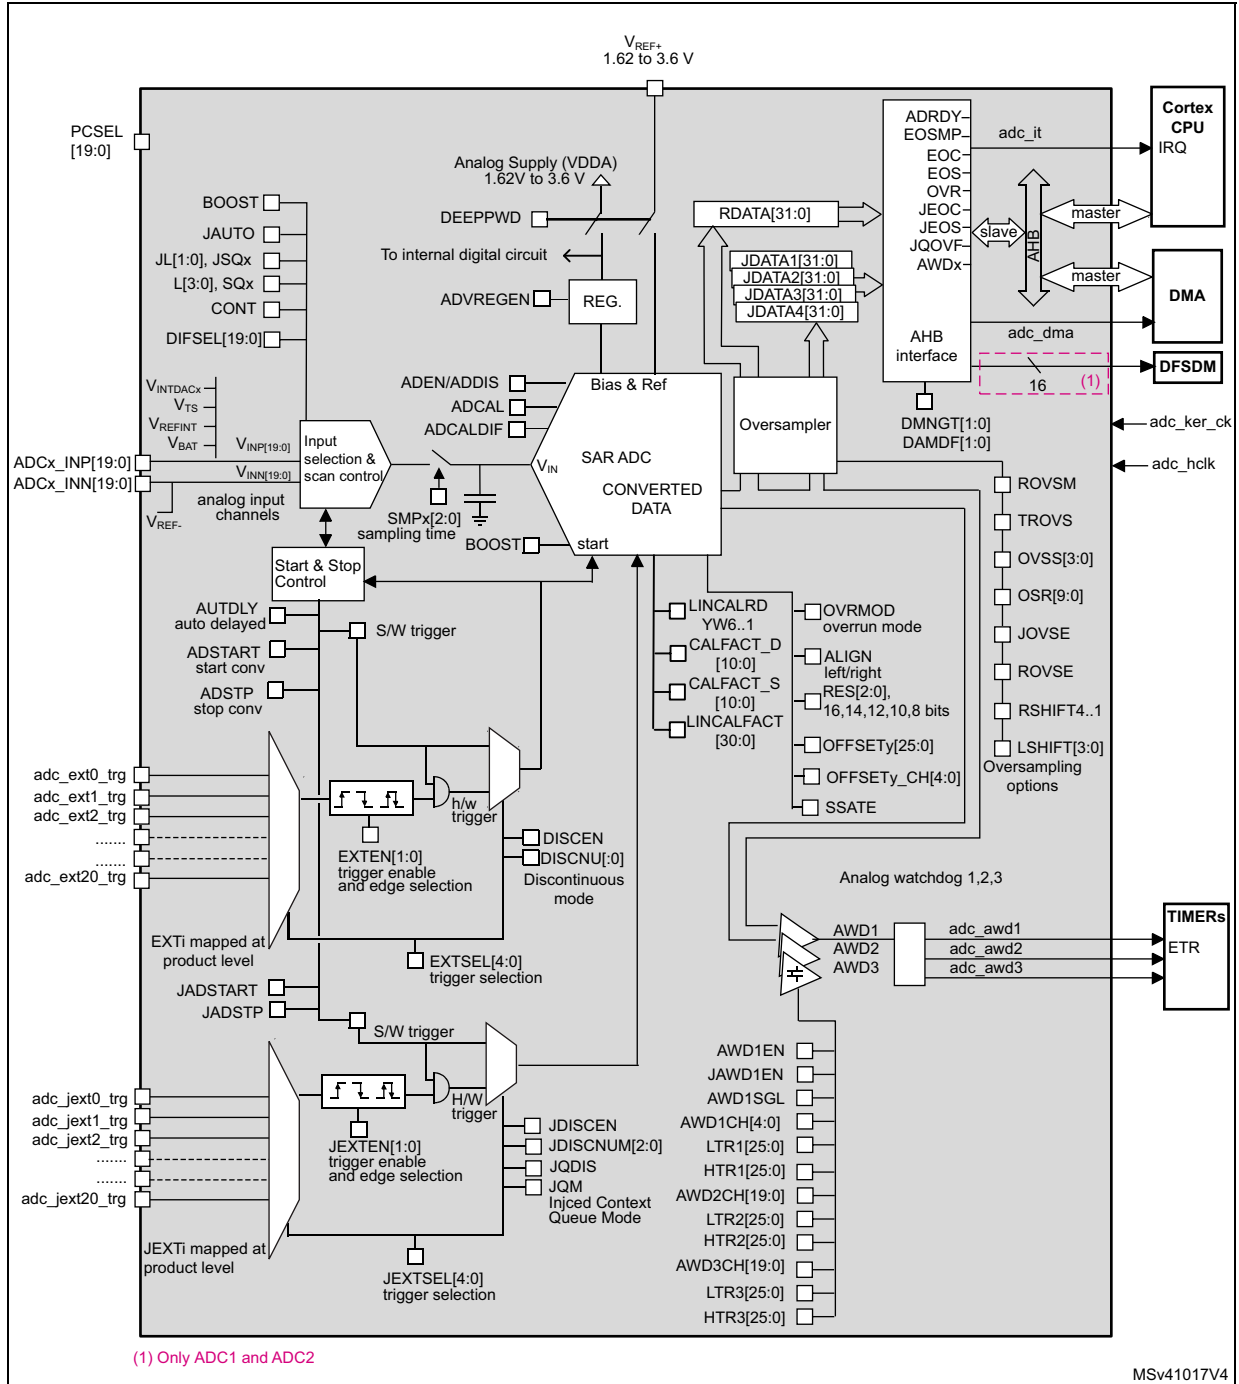 VREF+
1.62 to 3.6 V
PCSEL
[19:0]
Analog Supply (VDDA)
1.62V to 3.6 V
BOOST
JAUTO
JL[1:0], JSQx
L[3:0], SQx
CONT
DIFSEL[19:0]
DEEPPWD
To internal digital circuit
ADVREGEN
REG.
RDATA[31:0]
JDATA1[31:0]
JDATA2[31:0]
JDATA3[31:0]
JDATA4[31:0]
ADRDY
EOSMP
EOC
EOS
OVR
JEOC
JEOS
JQOVF
AWDx
AHB
interface
adc_it
slave
AHB
master
master
Cortex
CPU
IRQ
DMA
adc_dma
DFSDM
16
(1)
DMNGT[1:0]
DAMDF[1:0]
adc_ker_ck
adc_hclk
VINTDACx
VTS
VREFINT
VBAT
VINP[19:0]
VINN[19:0]
ADCx_INP[19:0]
ADCx_INN[19:0]
VREF-
analog input
channels
Input
selection &
scan control
SMPx[2:0]
sampling time
ADEN/ADDIS
ADCAL
ADCALDIF
Bias & Ref
VIN
SAR ADC
CONVERTED
DATA
BOOST
start
Oversampler
ROVSM
TROVS
OVSS[3:0]
OSR[9:0]
JOVSE
ROVSE
RSHIFT4..1
LSHIFT[3:0]
Oversampling
options
Start & Stop
Control
AUTDLY
auto delayed
ADSTART
start conv
ADSTP
stop conv
S/W trigger
LINCALRD
YW6..1
CALFACT_D
[10:0]
CALFACT_S
[10:0]
LINCALFACT
[30:0]
OVRMOD
overrun mode
ALIGN
left/right
RES[2:0],
16,14,12,10,8 bits
OFFSETy[25:0]
OFFSETy_CH[4:0]
SSATE
adc_ext0_trg
adc_ext1_trg
adc_ext2_trg
.......
.......
adc_ext20_trg
h/w
trigger
EXTEN[1:0]
trigger enable
and edge selection
DISCEN
DISCNU[:0]
Discontinuous
mode
EXTi mapped at
product level
EXTSEL[4:0]
trigger selection
Analog watchdog 1,2,3
AWD1
AWD2
AWD3
adc_awd1
adc_awd2
adc_awd3
TIMERs
ETR
JADSTART
JADSTP
S/W trigger
adc_jext0_trg
adc_jext1_trg
adc_jext2_trg
.......
.......
adc_jext20_trg
H/W
trigger
JEXTEN[1:0]
trigger enable
and edge selection
JDISCEN
JDISCNUM[2:0]
JQDIS
JQM
Injced Context
Queue Mode
JEXTi mapped at
product level
JEXTSEL[4:0]
trigger selection
AWD1EN
JAWD1EN
AWD1SGL
AWD1CH[4:0]
LTR1[25:0]
HTR1[25:0]
AWD2CH[19:0]
LTR2[25:0]
HTR2[25:0]
AWD3CH[19:0]
LTR3[25:0]
HTR3[25:0]
(1) Only ADC1 and ADC2
MSv41017V4